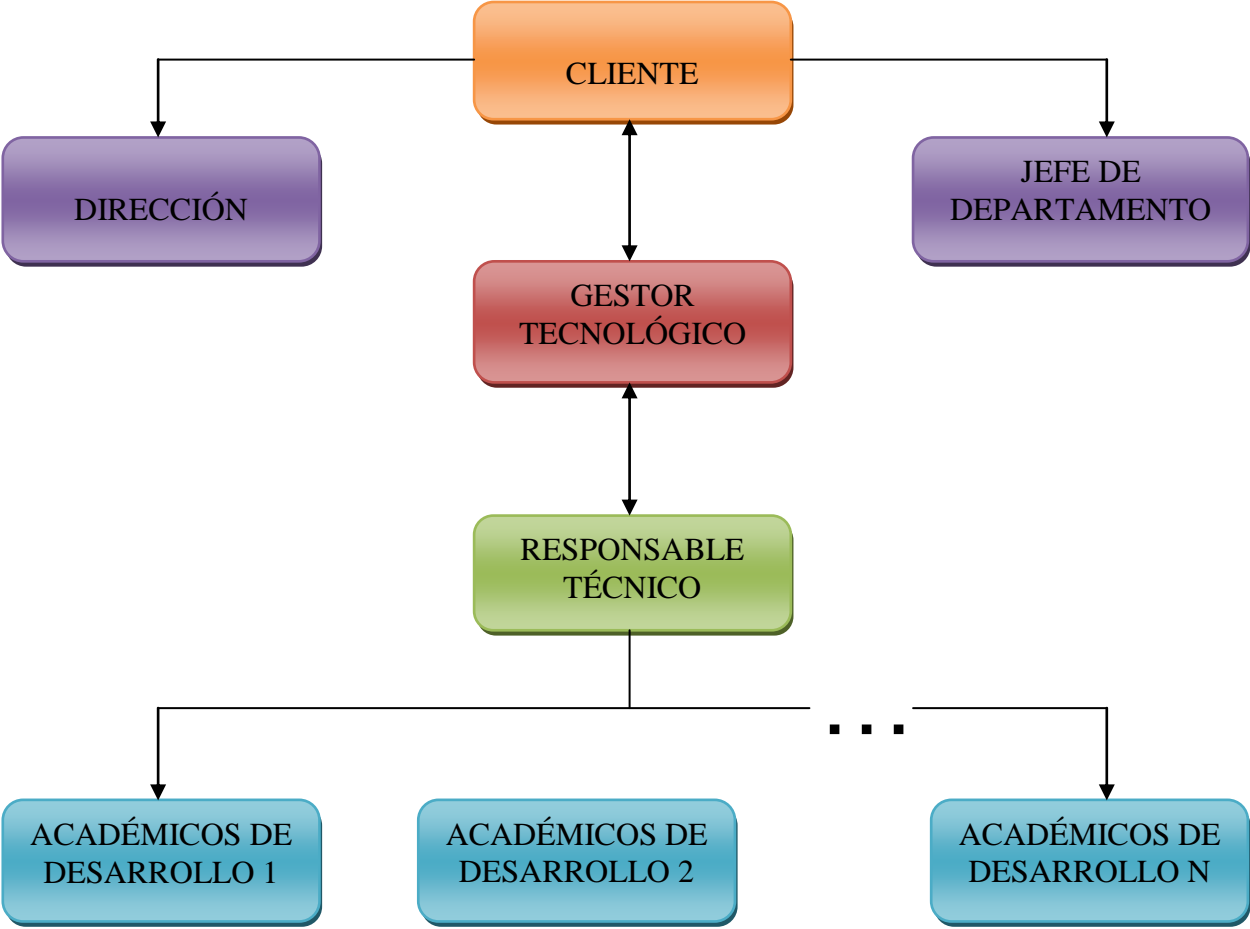 CLIENTE
DIRECCIÓN
JEFE DE
DEPARTAMENTO
GESTOR
TECNOLÓGICO
RESPONSABLE
TÉCNICO
. . .
ACADÉMICOS DE
DESARROLLO 1
ACADÉMICOS DE
DESARROLLO 2
ACADÉMICOS DE
DESARROLLO N